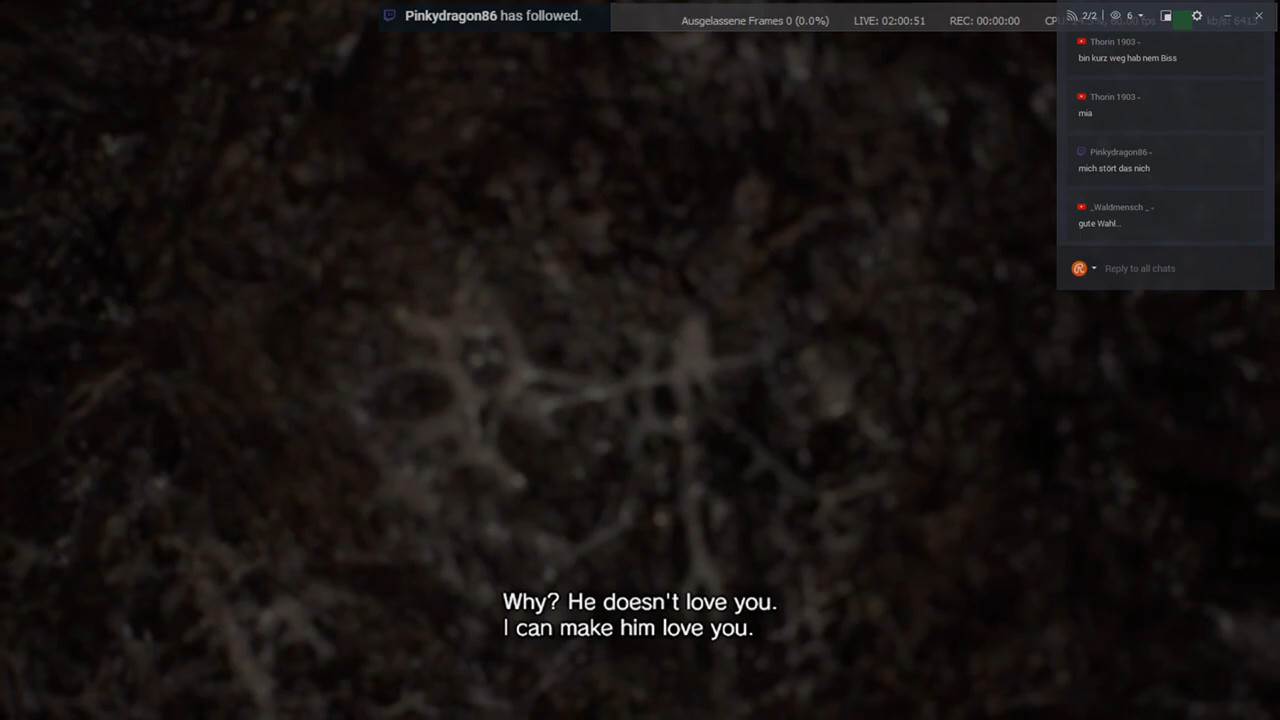 Pinkydragon86 has followed.
Ausgelassene Frames 0 (0.0%) LIVE: 02:00:51 REC: 00:00:00
2/2 6
Thorin 1903
bin kurz weg hab nem Biss
Thorin 1903
mia
Pinkydragon86
mich stört das nich
_Waldmensch _
gute Wahl...
Reply to all chats
Why? He doesn't love you.
I can make him love you.